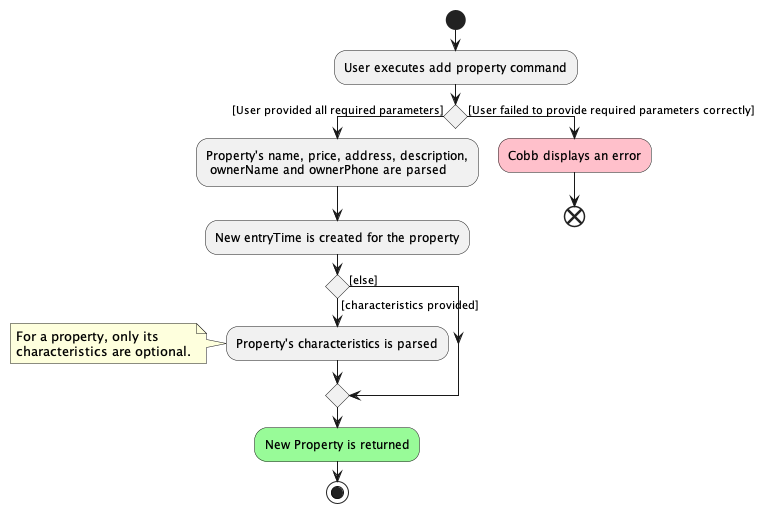 User executes add property command
[User provided all required parameters]
[User failed to provide required parameters correctly]
Property's name, price, address, description,
ownerName and ownerPhone are parsed
Cobb displays an error
New entryTime is created for the property
[else]
[characteristics provided]
For a property, only its
characteristics are optional.
Property's characteristics is parsed
New Property is returned